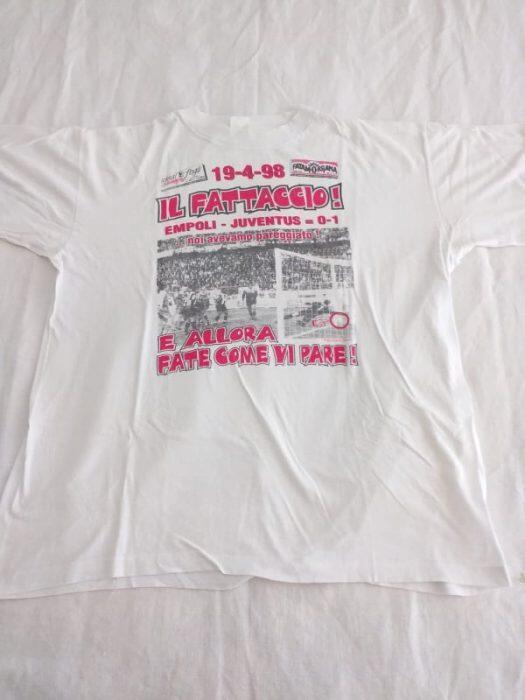 19-4-98
IL FATTACCIO!
EMPOLI - JUVENTUS = 0-1
... noi avevamo pareggiato !
E ALLORA
FATE COME VI PARE!